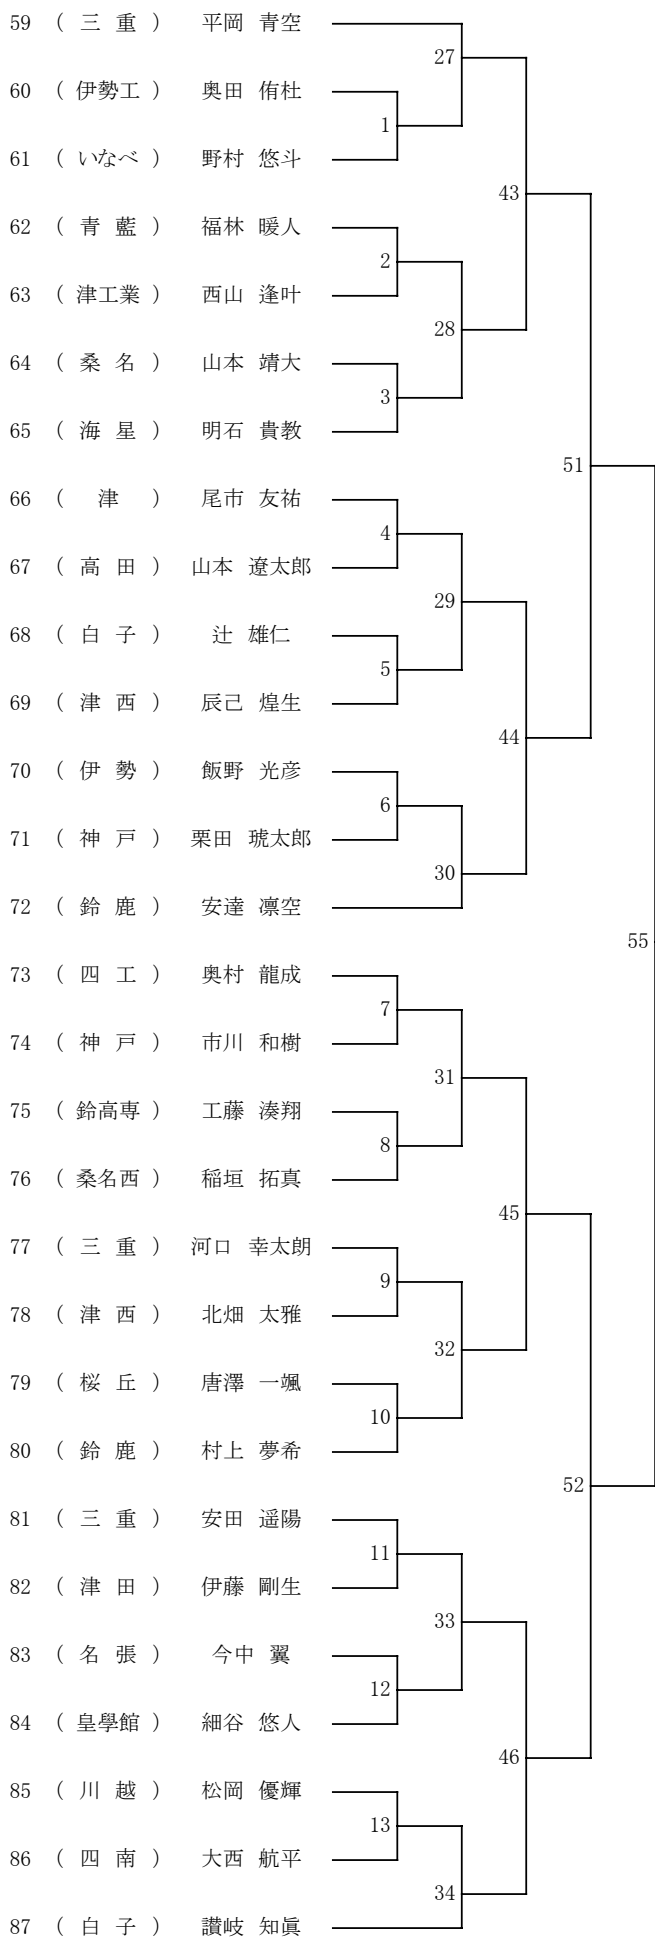 59 ( 三 重 ) 平岡 青空
27
60 ( 伊勢工 ) 奥田 侑杜
1
61 ( いなべ ) 野村 悠斗
43
62 ( 青 藍 ) 福林 暖人
2
63 ( 津工業 ) 西山 逢叶
28
64 ( 桑 名 ) 山本 靖大
3
65 ( 海 星 ) 明石 貴教
51
66 ( 津 ) 尾市 友祐
4
67 ( 高 田 ) 山本 遼太郎
29
68 ( 白 子 ) 辻 雄仁
5
69 ( 津 西 ) 辰己 煌生
44
70 ( 伊 勢 ) 飯野 光彦
6
71 ( 神 戸 ) 栗田 琥太郎
30
72 ( 鈴 鹿 ) 安達 凛空
55
73 ( 四 工 ) 奥村 龍成
7
74 ( 神 戸 ) 市川 和樹
31
75 ( 鈴高専 ) 工藤 湊翔
8
76 ( 桑名西 ) 稲垣 拓真
45
77 ( 三 重 ) 河口 幸太朗
9
78 ( 津 西 ) 北畑 太雅
32
79 ( 桜 丘 ) 唐澤 一颯
10
80 ( 鈴 鹿 ) 村上 夢希
52
81 ( 三 重 ) 安田 遥陽
11
82 ( 津 田 ) 伊藤 剛生
33
83 ( 名 張 ) 今中 翼
12
84 ( 皇學館 ) 細谷 悠人
46
85 ( 川 越 ) 松岡 優輝
13
86 ( 四 南 ) 大西 航平
34
87 ( 白 子 ) 讃岐 知眞